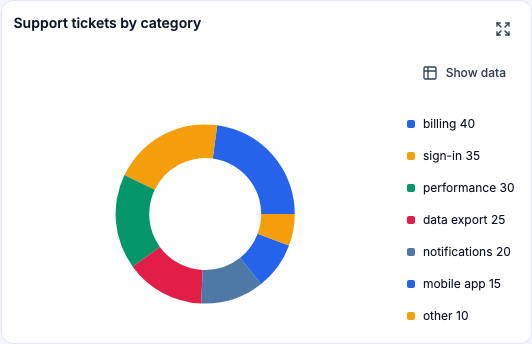 Support tickets by category
Show data
billing 40
sign-in 35
performance 30
data export 25
notifications 20
mobile app 15
other 10